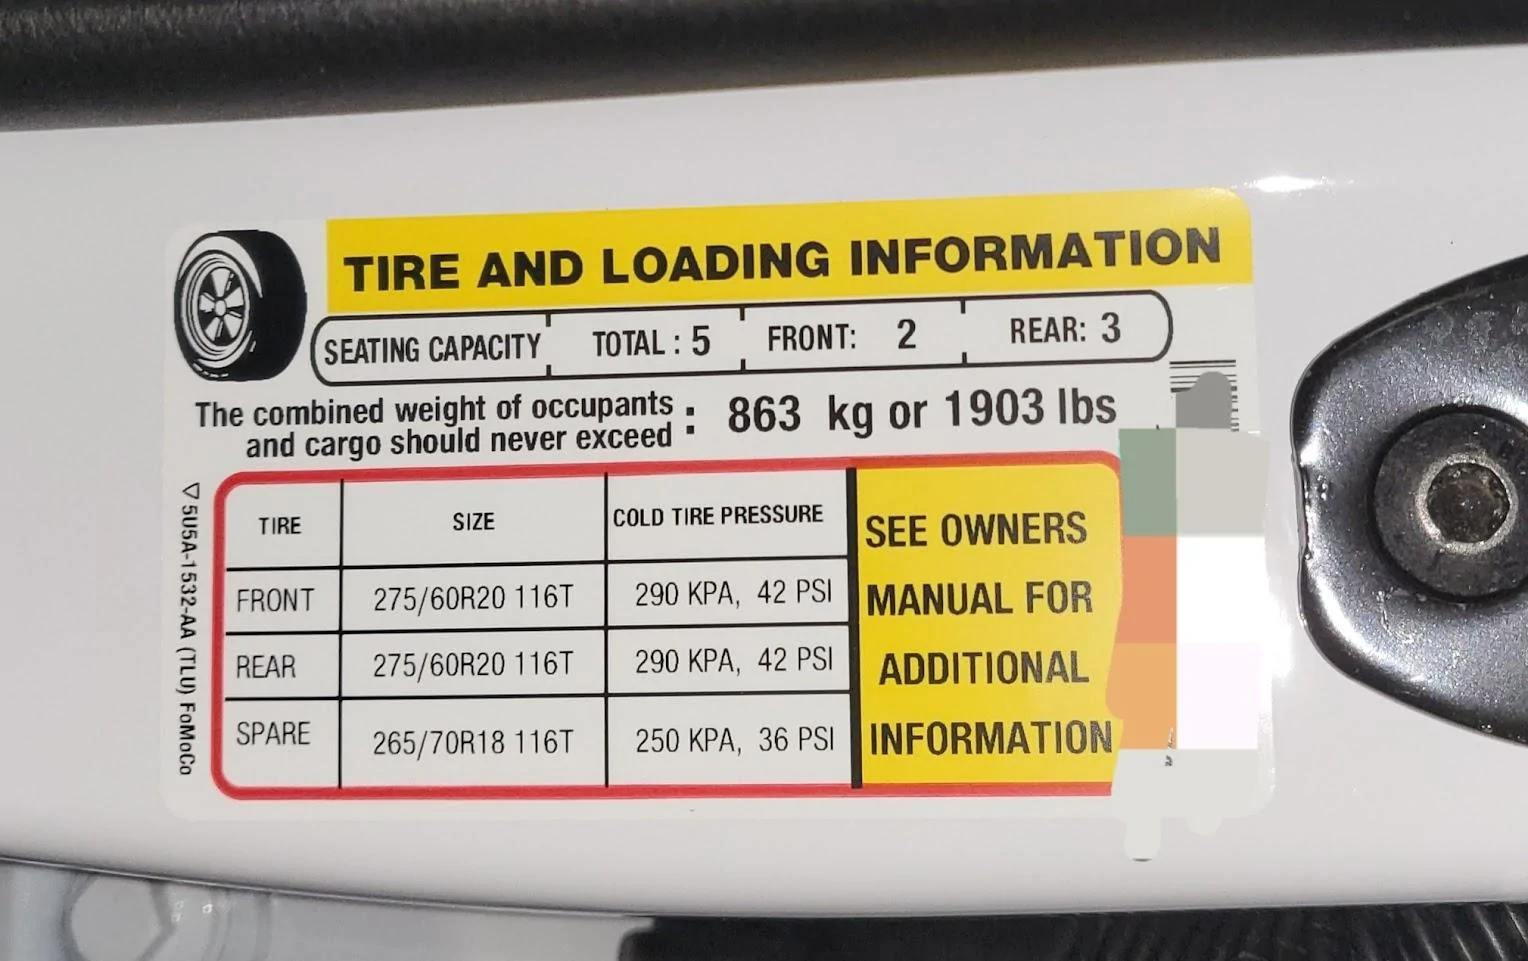 TIRE AND LOADING INFORMATION
SEATING CAPACITY TOTAL : 5 FRONT: 2 REAR: 3
The combined weight of occupants
and cargo should never exceed : 863 kg or 1903 lbs
TIRE SIZE COLD TIRE PRESSURE
FRONT 275/60R20 116T 290 KPA, 42 PSI
REAR 275/60R20 116T 290 KPA, 42 PSI
SPARE 265/70R18 116T 250 KPA, 36 PSI
SEE OWNERS
MANUAL FOR
ADDITIONAL
INFORMATION
▽5U5A-1532-AA (TLU) FoMoCo